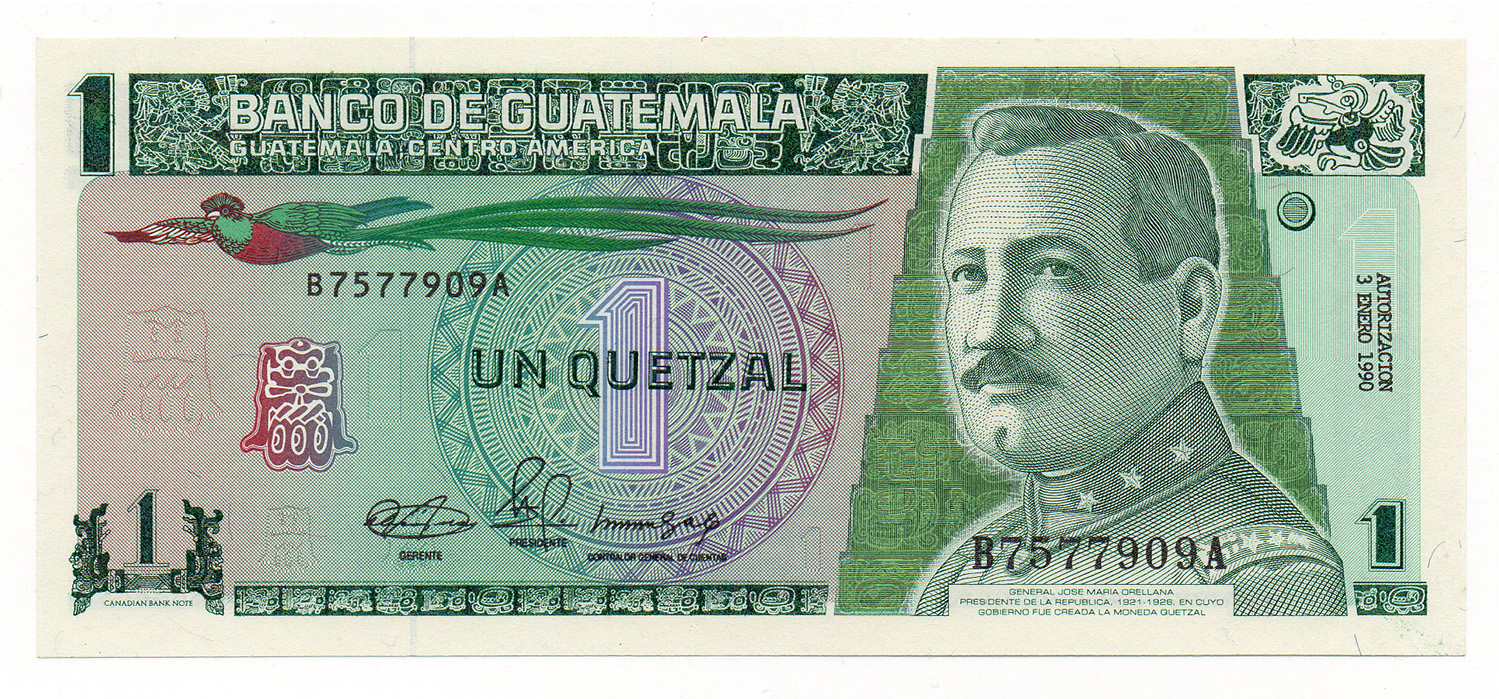 1
BANCO DE GUATEMALA
GUATEMALA, CENTRO AMERICA
B7577909A
1
UN QUETZAL
1
AUTORIZACION
3 ENERO 1990
1
CANADIAN BANK NOTE
GERENTE
PRESIDENTE
CONTRALOR GENERAL DE CUENTAS
B7577909A
1
GENERAL JOSE MARIA ORELLANA
PRESIDENTE DE LA REPUBLICA, 1921-1926, EN CUYO
GOBIERNO FUE CREADA LA MONEDA QUETZAL